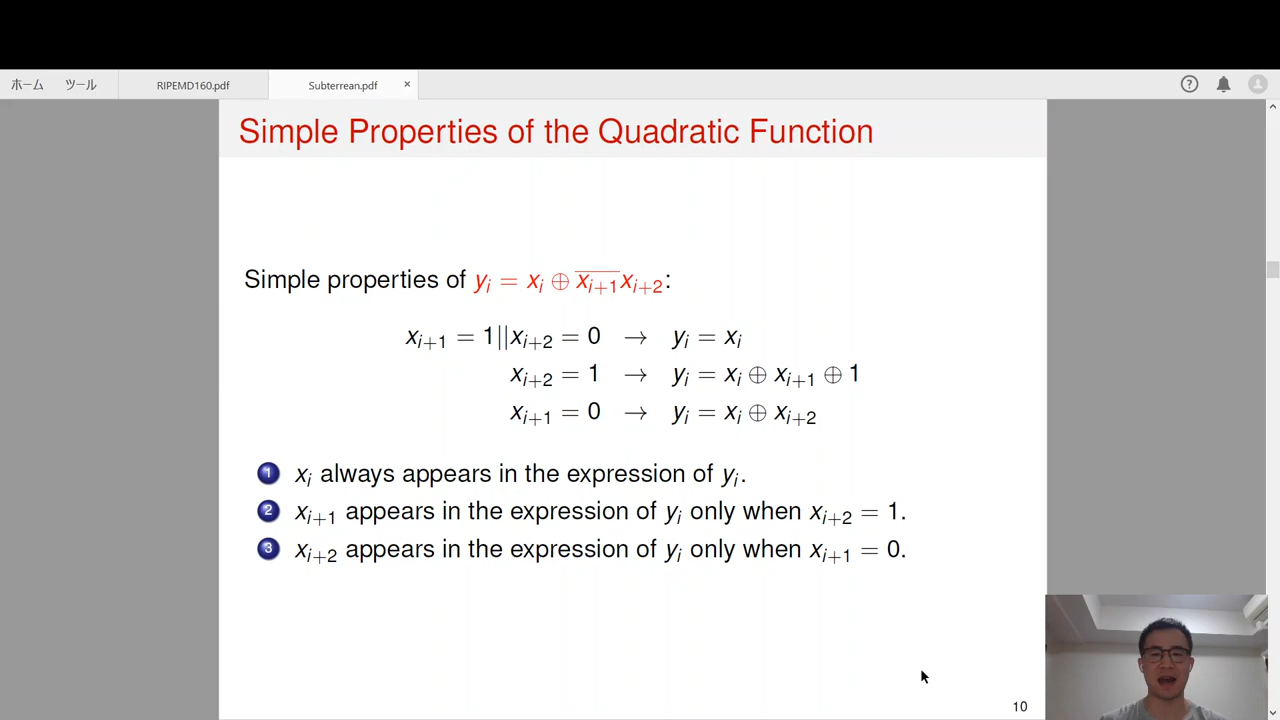 ホーム ツール RIPEMD160.pdf Subterrean.pdf × ?
Simple Properties of the Quadratic Function
Simple properties of yᵢ = xᵢ ⊕ x̅ᵢ₊₁xᵢ₊₂:
xᵢ₊₁ = 1||xᵢ₊₂ = 0 → yᵢ = xᵢ
xᵢ₊₂ = 1 → yᵢ = xᵢ ⊕ xᵢ₊₁ ⊕ 1
xᵢ₊₁ = 0 → yᵢ = xᵢ ⊕ xᵢ₊₂
1 xᵢ always appears in the expression of yᵢ.
2 xᵢ₊₁ appears in the expression of yᵢ only when xᵢ₊₂ = 1.
3 xᵢ₊₂ appears in the expression of yᵢ only when xᵢ₊₁ = 0.
10